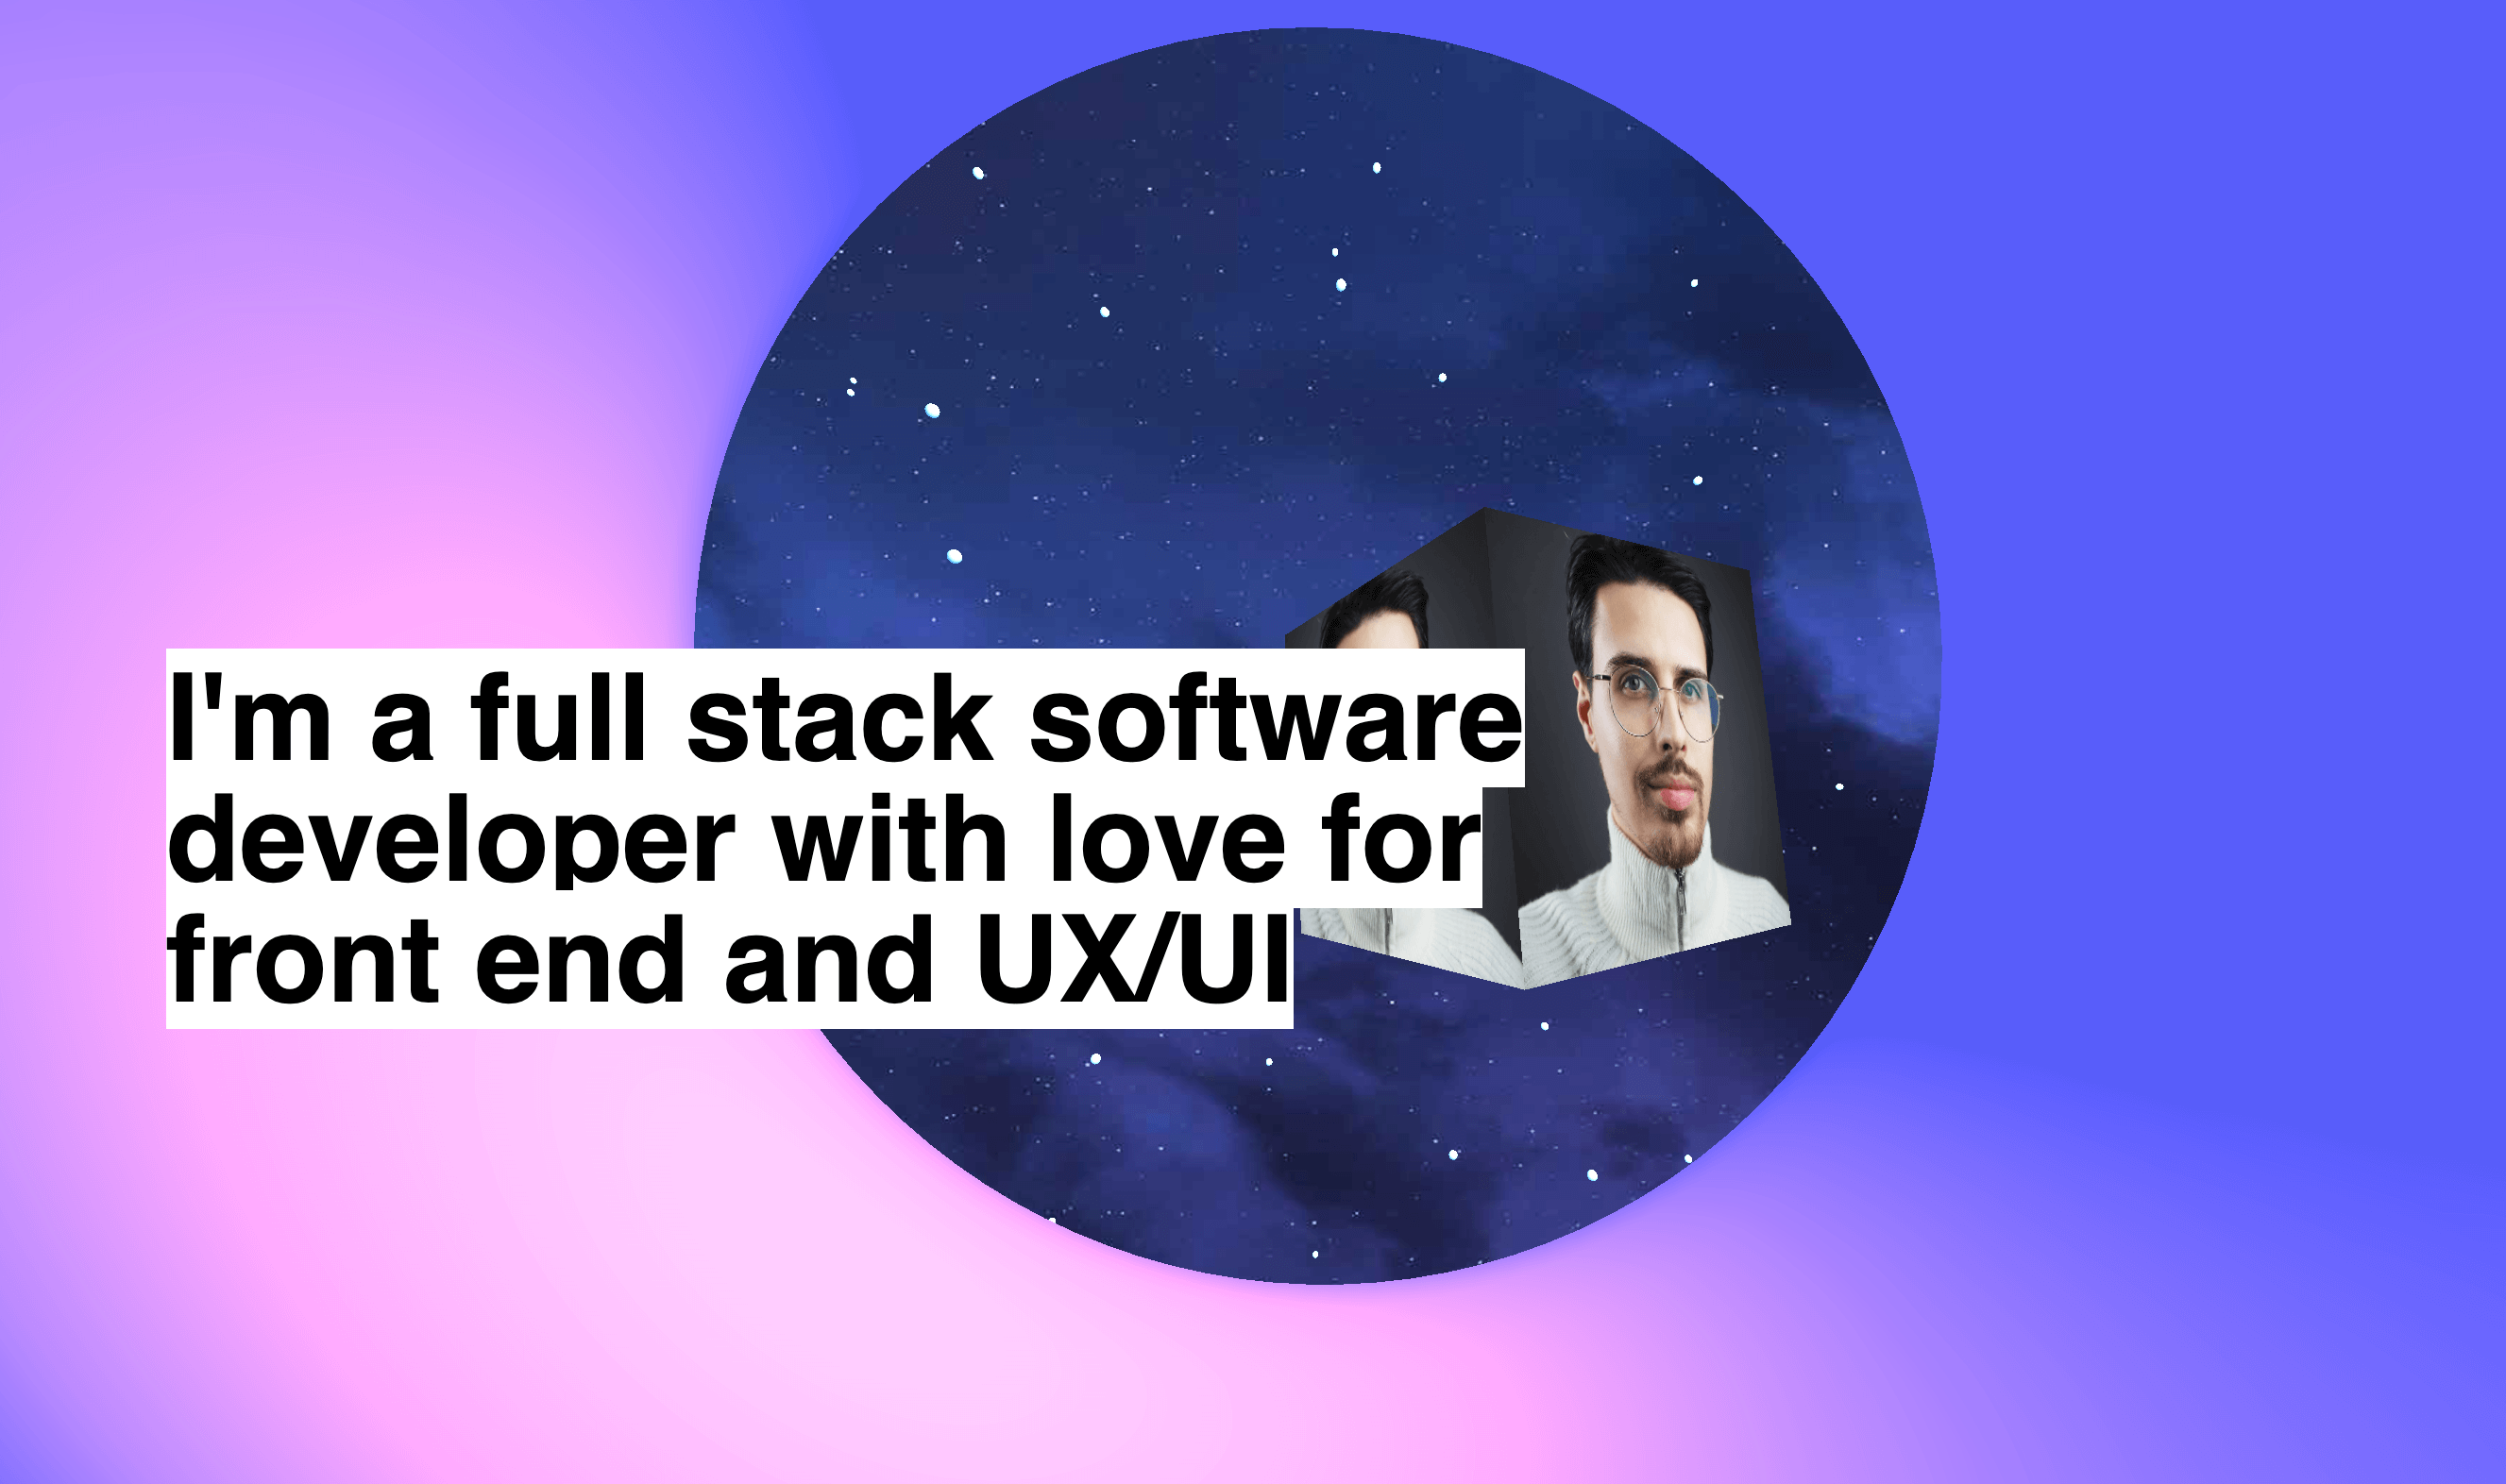 I'm a full stack software
developer with love for
front end and UX/UI